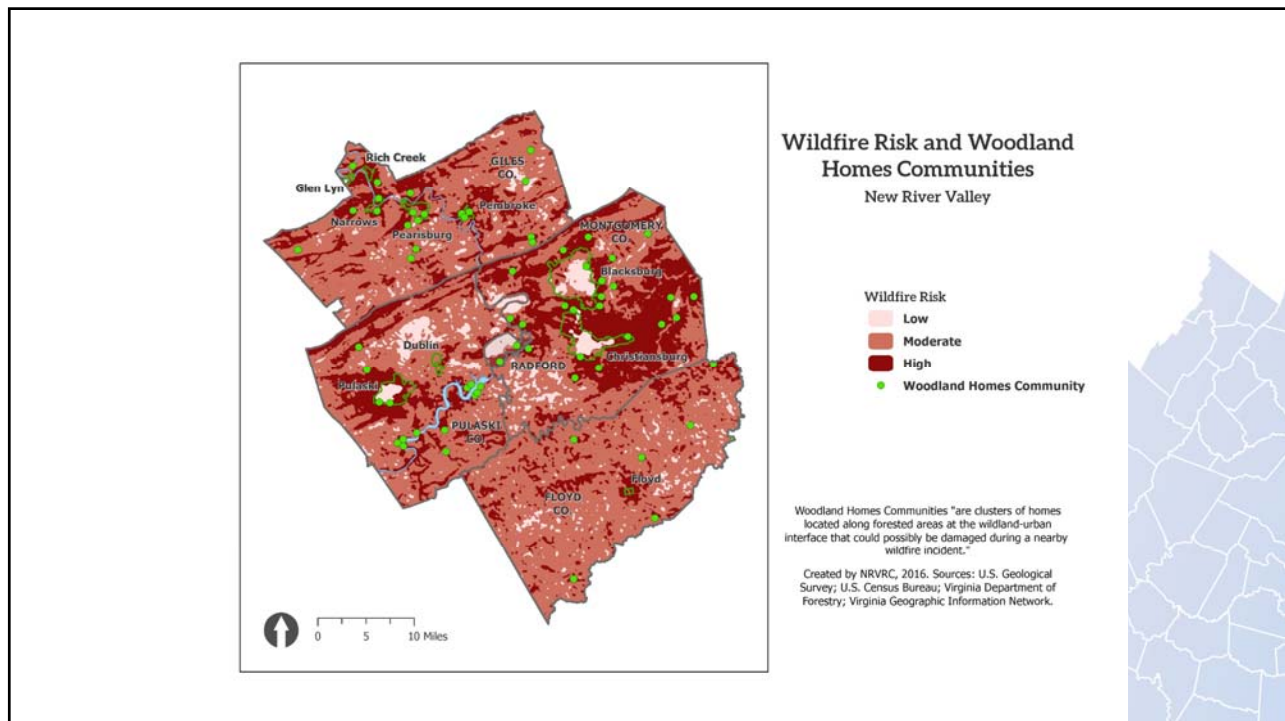 Wildfire Risk and Woodland
Homes Communities
New River Valley
Rich Creek
GILES
CO.
Glen Lyn
Pembroke
Narrows
Pearisburg
MONTGOMERY
CO.
Blacksburg
Dublin
Christiansburg
RADFORD
Pulaski
PULASKI
CO.
Floyd
FLOYD
CO.
0 5 10 Miles
Wildfire Risk
Low
Moderate
High
Woodland Homes Community
Woodland Homes Communities "are clusters of homes
located along forested areas at the wildland-urban
interface that could possibly be damaged during a nearby
wildfire incident."
Created by NRVRC, 2016. Sources: U.S. Geological
Survey; U.S. Census Bureau; Virginia Department of
Forestry; Virginia Geographic Information Network.